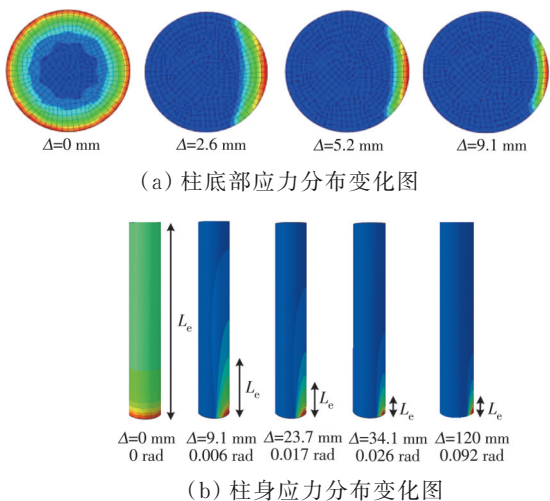 Δ=0 mm Δ=2.6 mm Δ=5.2 mm Δ=9.1 mm
(a) 柱底部应力分布变化图
Le Le Le Le Le
Δ=0 mm Δ=9.1 mm Δ=23.7 mm Δ=34.1 mm Δ=120 mm
0 rad 0.006 rad 0.017 rad 0.026 rad 0.092 rad
(b) 柱身应力分布变化图